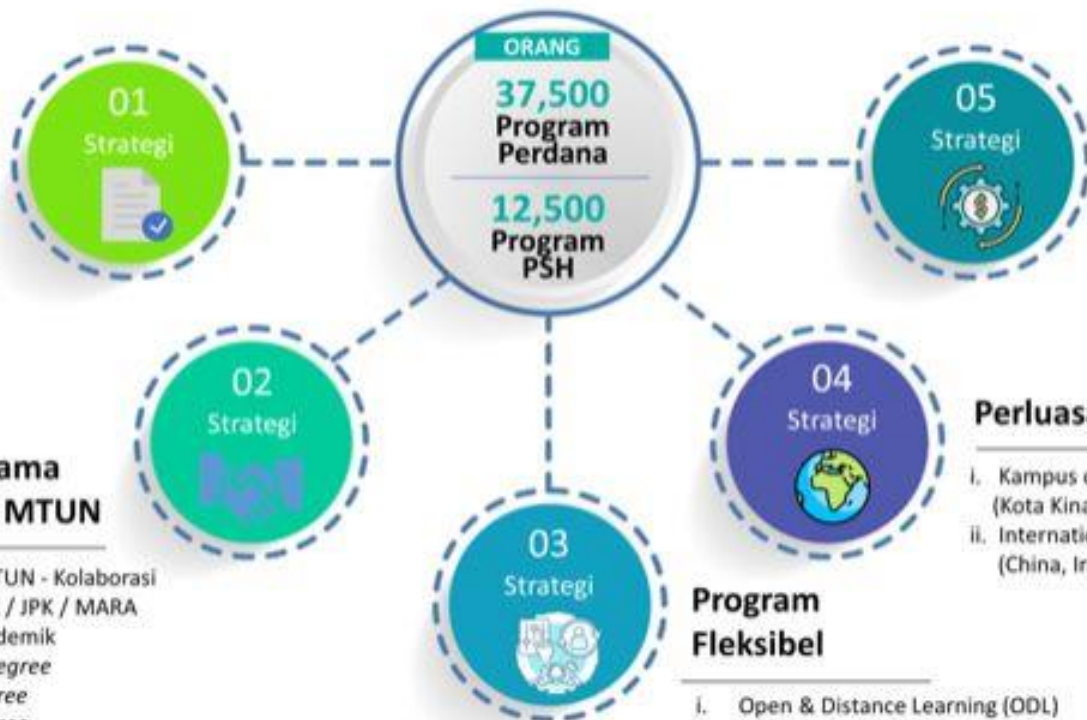 ORANG
37,500
Program
Perdana
12,500
Program
PSH
01
Strategi
05
Strategi
02
Strategi
04
Strategi
03
Strategi
ama
MTUN
TUN - Kolaborasi
/ JPK / MARA
demik
egree
ree
Program
Fleksibel
i. Open & Distance Learning (ODL)
Perluas
i. Kampus
(Kota Kina
ii. Internati
(China, In